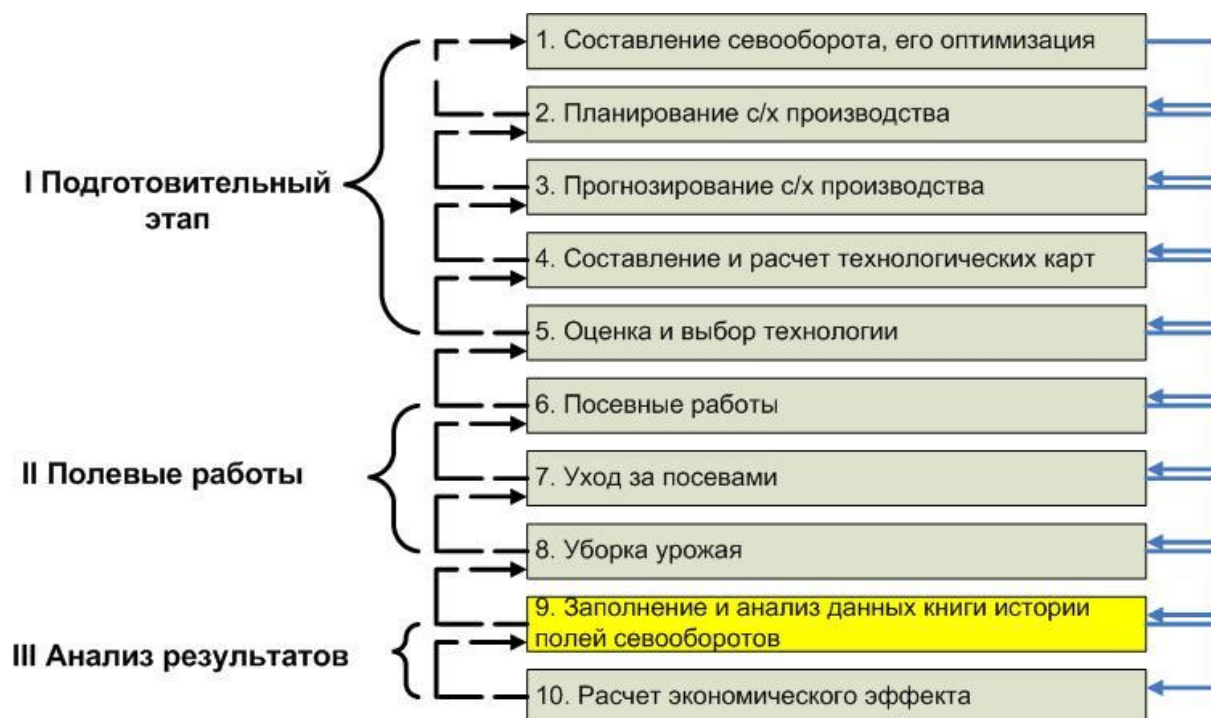 1. Составление севооборота, его оптимизация
2. Планирование с/х производства
3. Прогнозирование с/х производства
I Подготовительный
этап
4. Составление и расчет технологических карт
5. Оценка и выбор технологии
6. Посевные работы
II Полевые работы
7. Уход за посевами
8. Уборка урожая
9. Заполнение и анализ данных книги истории
полей севооборотов
III Анализ результатов
10. Расчет экономического эффекта